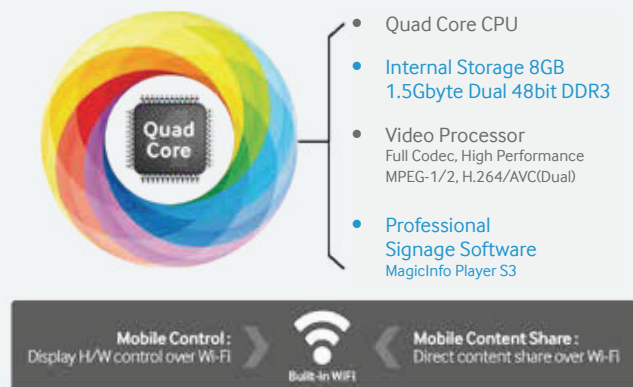 Quad
Core
Quad Core CPU
Internal Storage 8GB
1.5Gbyte Dual 48bit DDR3
Video Processor
Full Codec, High Performance
MPEG-1/2, H.264/AVC(Dual)
Professional
Signage Software
MagicInfo Player S3
Mobile Control :
Display H/W control over Wi-Fi
Built-in WiFi
Mobile Content Share :
Direct content share over Wi-Fi